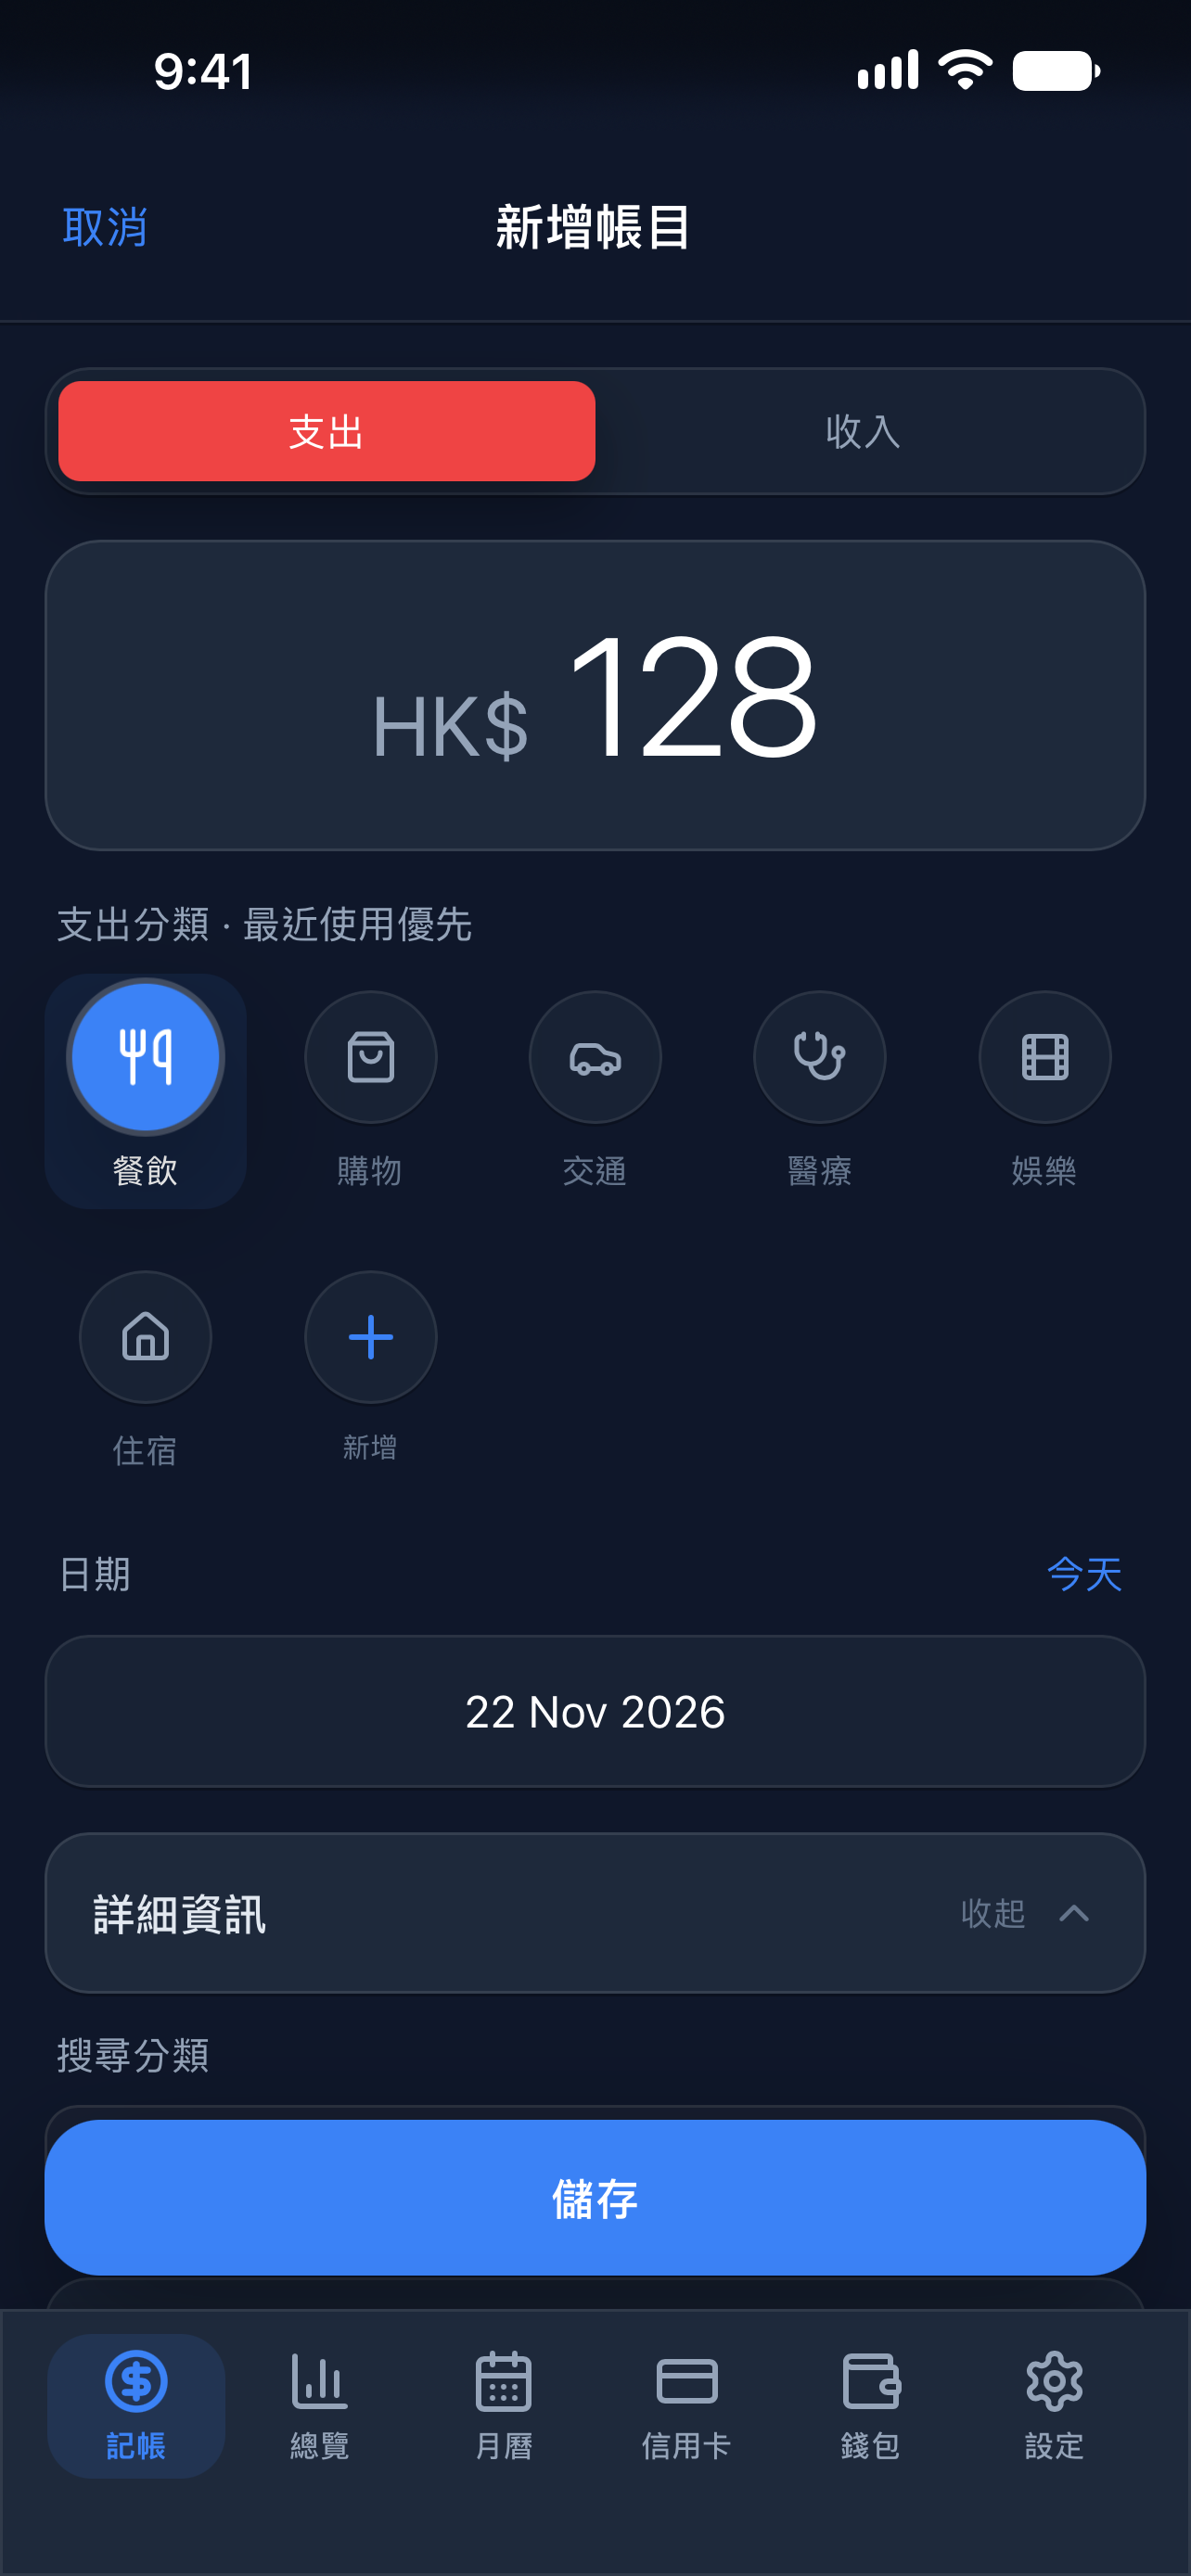 9:41
取消
新增帳目
支出
收入
HK$ 128
支出分類 · 最近使用優先
餐飲
購物
交通
醫療
娛樂
住宿
新增
日期
今天
22 Nov 2026
詳細資訊
收起
搜尋分類
儲存
記帳
總覽
月曆
信用卡
錢包
設定